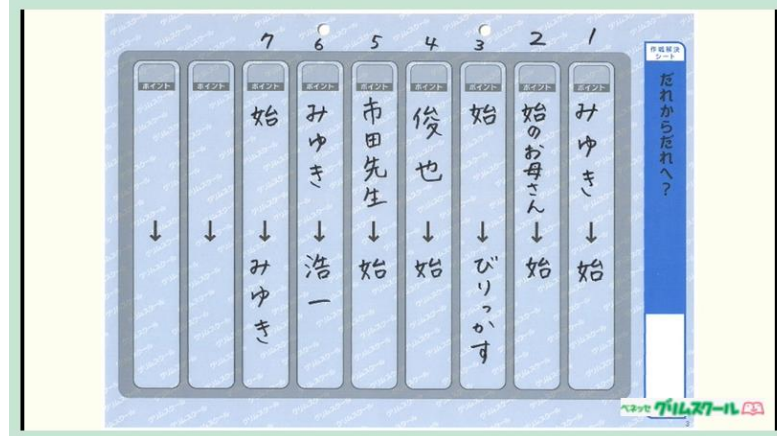 作戦解決
シート
だれからだれへ？
1
ポイント
みゆき→始
2
ポイント
始のお母さん→始
3
ポイント
始→びりっかす
4
ポイント
俊也→始
5
ポイント
市田先生→始
6
ポイント
みゆき→浩一
7
ポイント
始→みゆき
ポイント
→
ポイント
→
ベネッセ グリムスクール